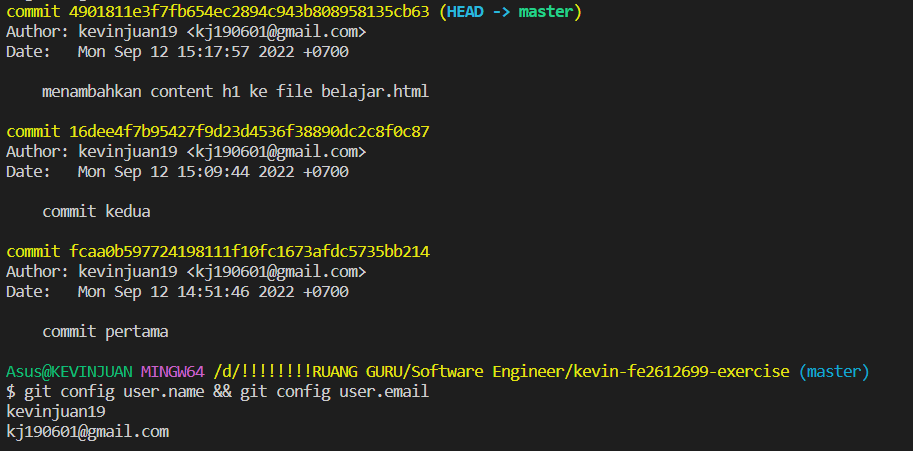 commit 4901811e3f7fb654ec2894c943b808958135cb63 (HEAD -> master)
Author: kevinjuan19 <kj190601@gmail.com>
Date:   Mon Sep 12 15:17:57 2022 +0700
menambahkan content h1 ke file belajar.html
commit 16dee4f7b95427f9d23d4536f38890dc2c8f0c87
Author: kevinjuan19 <kj190601@gmail.com>
Date:   Mon Sep 12 15:09:44 2022 +0700
commit kedua
commit fcaa0b597724198111f10fc1673afdc5735bb214
Author: kevinjuan19 <kj190601@gmail.com>
Date:   Mon Sep 12 14:51:46 2022 +0700
commit pertama
Asus@KEVINJUAN MINGW64 /d/!!!!!!!!RUANG GURU/Software Engineer/kevin-fe2612699-exercise (master)
$ git config user.name && git config user.email
kevinjuan19
kj190601@gmail.com